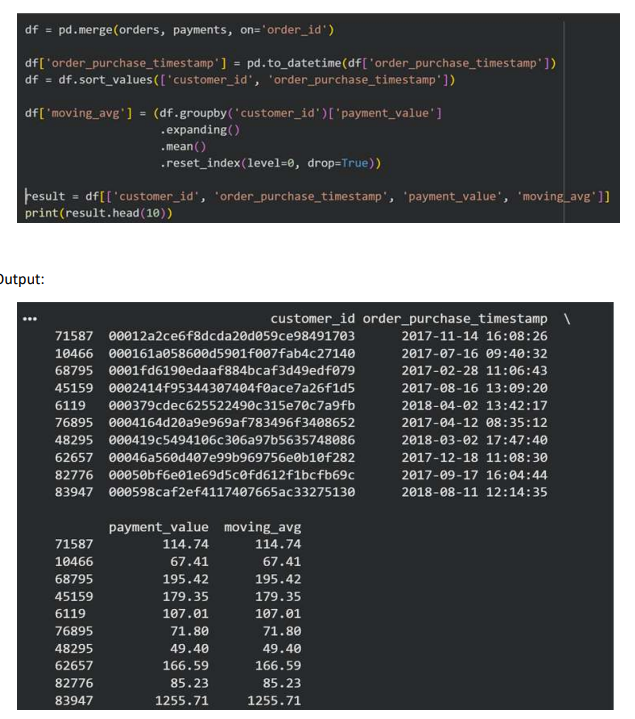 df = pd.merge(orders, payments, on='order_id')
df['order_purchase_timestamp'] = pd.to_datetime(df['order_purchase_timestamp'])
df = df.sort_values(['customer_id', 'order_purchase_timestamp'])
df['moving_avg'] = (df.groupby('customer_id')['payment_value']
.expanding()
.mean()
.reset_index(level=0, drop=True))
result = df[['customer_id', 'order_purchase_timestamp', 'payment_value', 'moving_avg']]
print(result.head(10))
Output:
... customer_id order_purchase_timestamp \
71587 00012a2ce6f8dcda20d059ce98491703 2017-11-14 16:08:26
10466 000161a058600d5901f007fab4c27140 2017-07-16 09:40:32
68795 0001fd6190edaaf884bcaf3d49edf079 2017-02-28 11:06:43
45159 0002414f95344307404f0ace7a26f1d5 2017-08-16 13:09:20
6119 000379cdec625522490c315e70c7a9fb 2018-04-02 13:42:17
76895 0004164d20a9e969af783496f3408652 2017-04-12 08:35:12
48295 000419c5494106c306a97b5635748086 2018-03-02 17:47:40
62657 00046a560d407e99b969756e0b10f282 2017-12-18 11:08:30
82776 00050bf6e01e69d5c0fd612f1bcfb69c 2017-09-17 16:04:44
83947 000598caf2ef4117407665ac33275130 2018-08-11 12:14:35
payment_value moving_avg
71587 114.74 114.74
10466 67.41 67.41
68795 195.42 195.42
45159 179.35 179.35
6119 107.01 107.01
76895 71.80 71.80
48295 49.40 49.40
62657 166.59 166.59
82776 85.23 85.23
83947 1255.71 1255.71